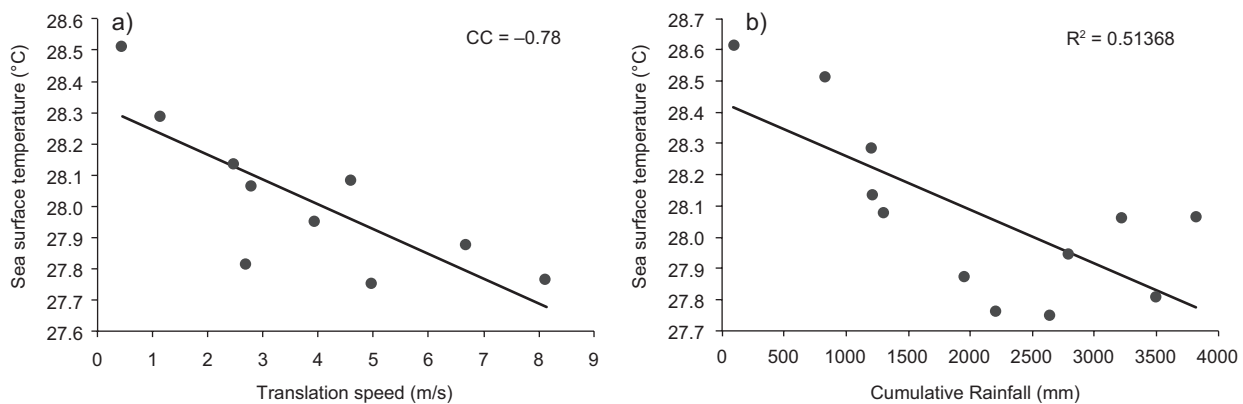 a)
CC = –0.78
Sea surface temperature (°C)
28.6
28.5
28.4
28.3
28.2
28.1
28.0
27.9
27.8
27.7
27.6
0 1 2 3 4 5 6 7 8 9
Translation speed (m/s)
b)
R² = 0.51368
Sea surface temperature (°C)
28.7
28.6
28.5
28.4
28.3
28.2
28.1
28.0
27.9
27.8
27.7
0 500 1000 1500 2000 2500 3000 3500 4000
Cumulative Rainfall (mm)